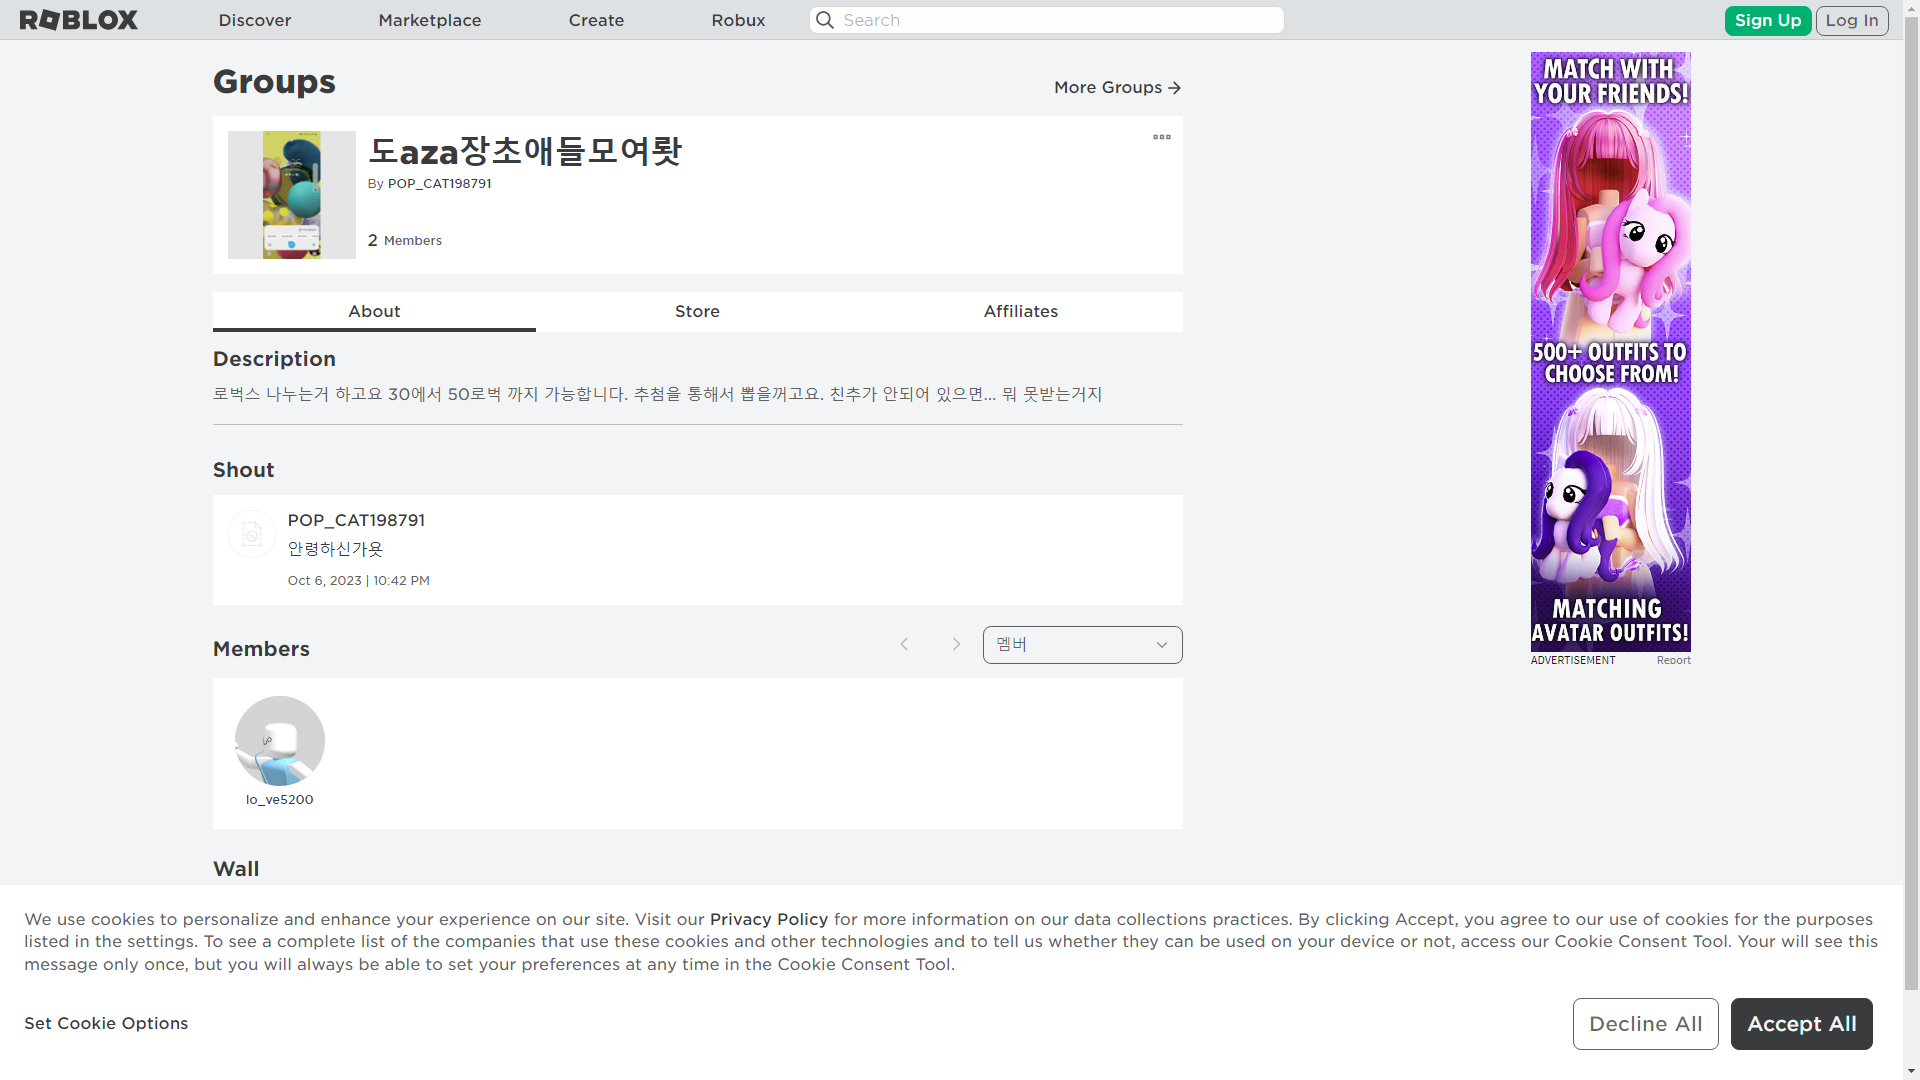 ROBLOX
Discover
Marketplace
Create
Robux
Search
Sign Up
Log In
Groups
More Groups
도aza장초애들모여롻
By POP_CAT198791
2 Members
About
Store
Affiliates
Description
로벅스 나누는거 하고요 30에서 50로벅 까지 가능합니다. 추첨을 통해서 뽑을꺼고요. 친추가 안되어 있으면... 뭐 못받는거지
Shout
POP_CAT198791
안령하신가욧
Oct 6, 2023 | 10:42 PM
Members
멤버
lo_ve5200
Wall
MATCH WITH
YOUR FRIENDS!
500+ OUTFITS TO
CHOOSE FROM!
MATCHING
AVATAR OUTFITS!
ADVERTISEMENT
Report
We use cookies to personalize and enhance your experience on our site. Visit our Privacy Policy for more information on our data collections practices. By clicking Accept, you agree to our use of cookies for the purposes
listed in the settings. To see a complete list of the companies that use these cookies and other technologies and to tell us whether they can be used on your device or not, access our Cookie Consent Tool. Your will see this
message only once, but you will always be able to set your preferences at any time in the Cookie Consent Tool.
Set Cookie Options
Decline All
Accept All